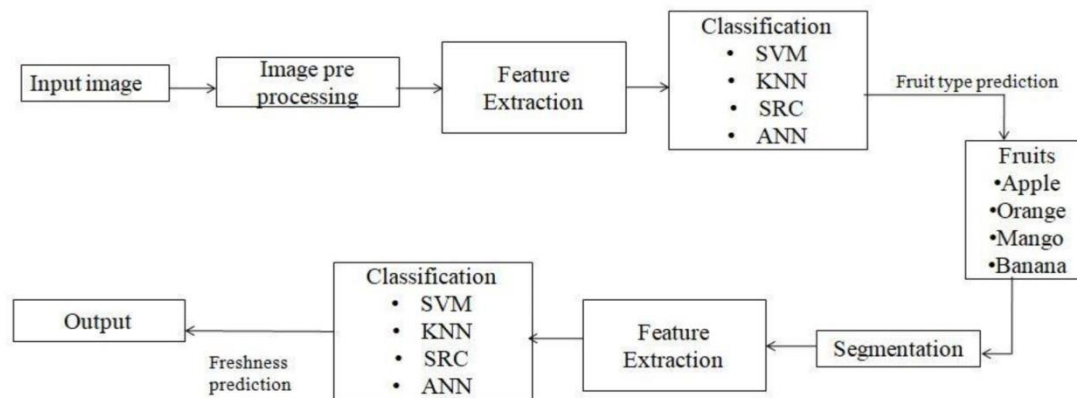 Input image
Image pre
processing
Feature
Extraction
Classification
• SVM
• KNN
• SRC
• ANN
Fruit type prediction
Fruits
•Apple
•Orange
•Mango
•Banana
Segmentation
Feature
Extraction
Classification
• SVM
• KNN
• SRC
• ANN
Freshness
prediction
Output